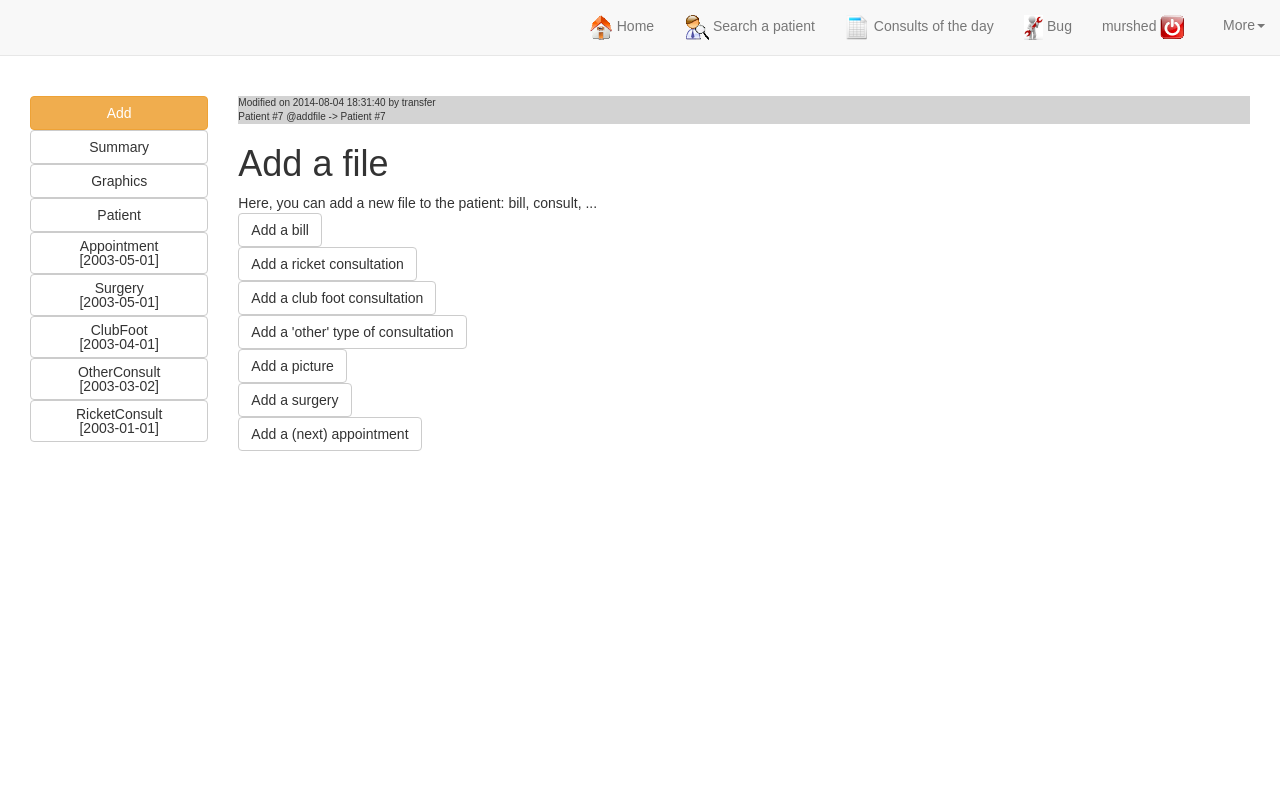 Home
Search a patient
Consults of the day
Bug
murshed
More
Add
Summary
Graphics
Patient
Appointment
[2003-05-01]
Surgery
[2003-05-01]
ClubFoot
[2003-04-01]
OtherConsult
[2003-03-02]
RicketConsult
[2003-01-01]
Modified on 2014-08-04 18:31:40 by transfer
Patient #7 @addfile -> Patient #7
Add a file
Here, you can add a new file to the patient: bill, consult, ...
Add a bill
Add a ricket consultation
Add a club foot consultation
Add a 'other' type of consultation
Add a picture
Add a surgery
Add a (next) appointment